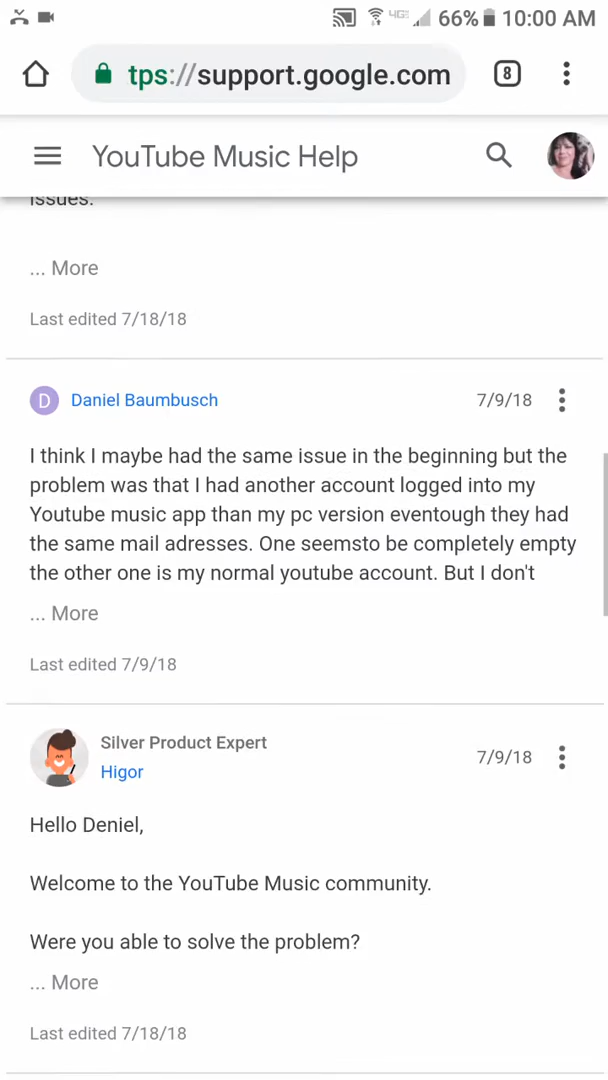 4GE 66% 10:00 AM
tps://support.google.com 8
YouTube Music Help
issues.
... More
Last edited 7/18/18
D Daniel Baumbusch 7/9/18
I think I maybe had the same issue in the beginning but the
problem was that I had another account logged into my
Youtube music app than my pc version eventough they had
the same mail adresses. One seemsto be completely empty
the other one is my normal youtube account. But I don't
... More
Last edited 7/9/18
Silver Product Expert
Higor 7/9/18
Hello Deniel,
Welcome to the YouTube Music community.
Were you able to solve the problem?
... More
Last edited 7/18/18